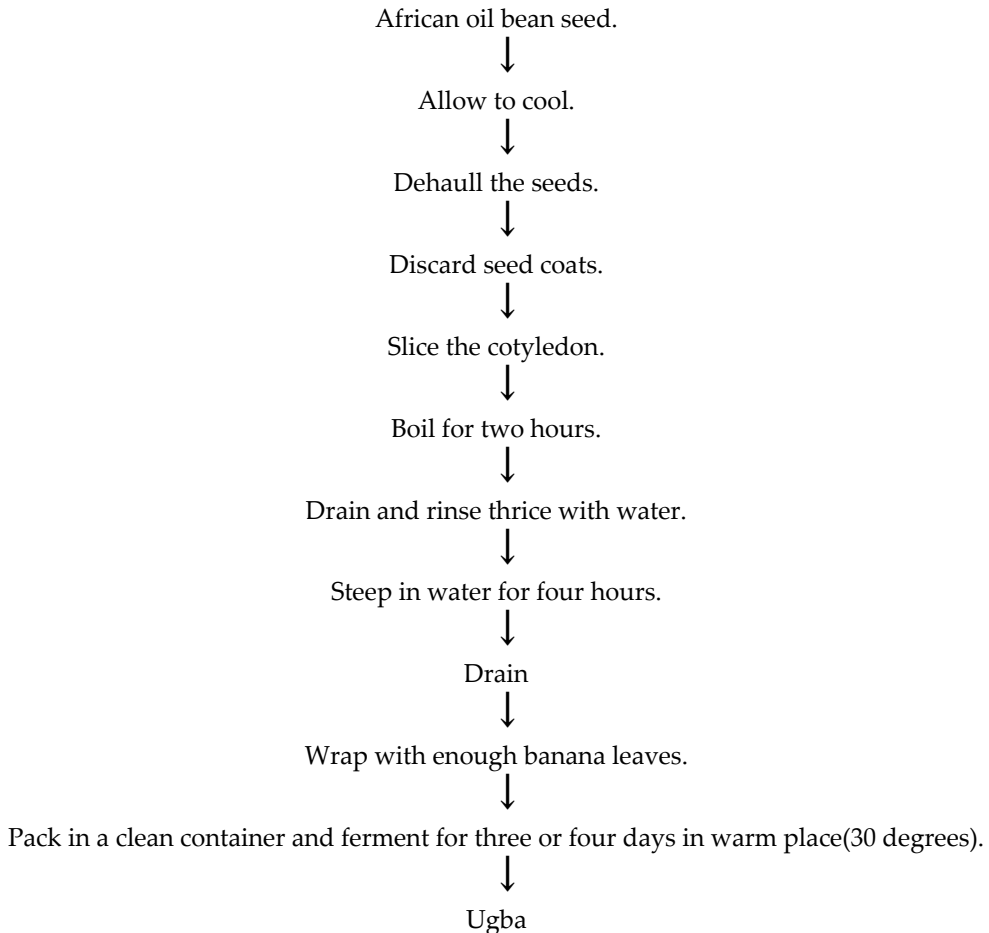 African oil bean seed.
Allow to cool.
Dehaull the seeds.
Discard seed coats.
Slice the cotyledon.
Boil for two hours.
Drain and rinse thrice with water.
Steep in water for four hours.
Drain
Wrap with enough banana leaves.
Pack in a clean container and ferment for three or four days in warm place(30 degrees).
Ugba